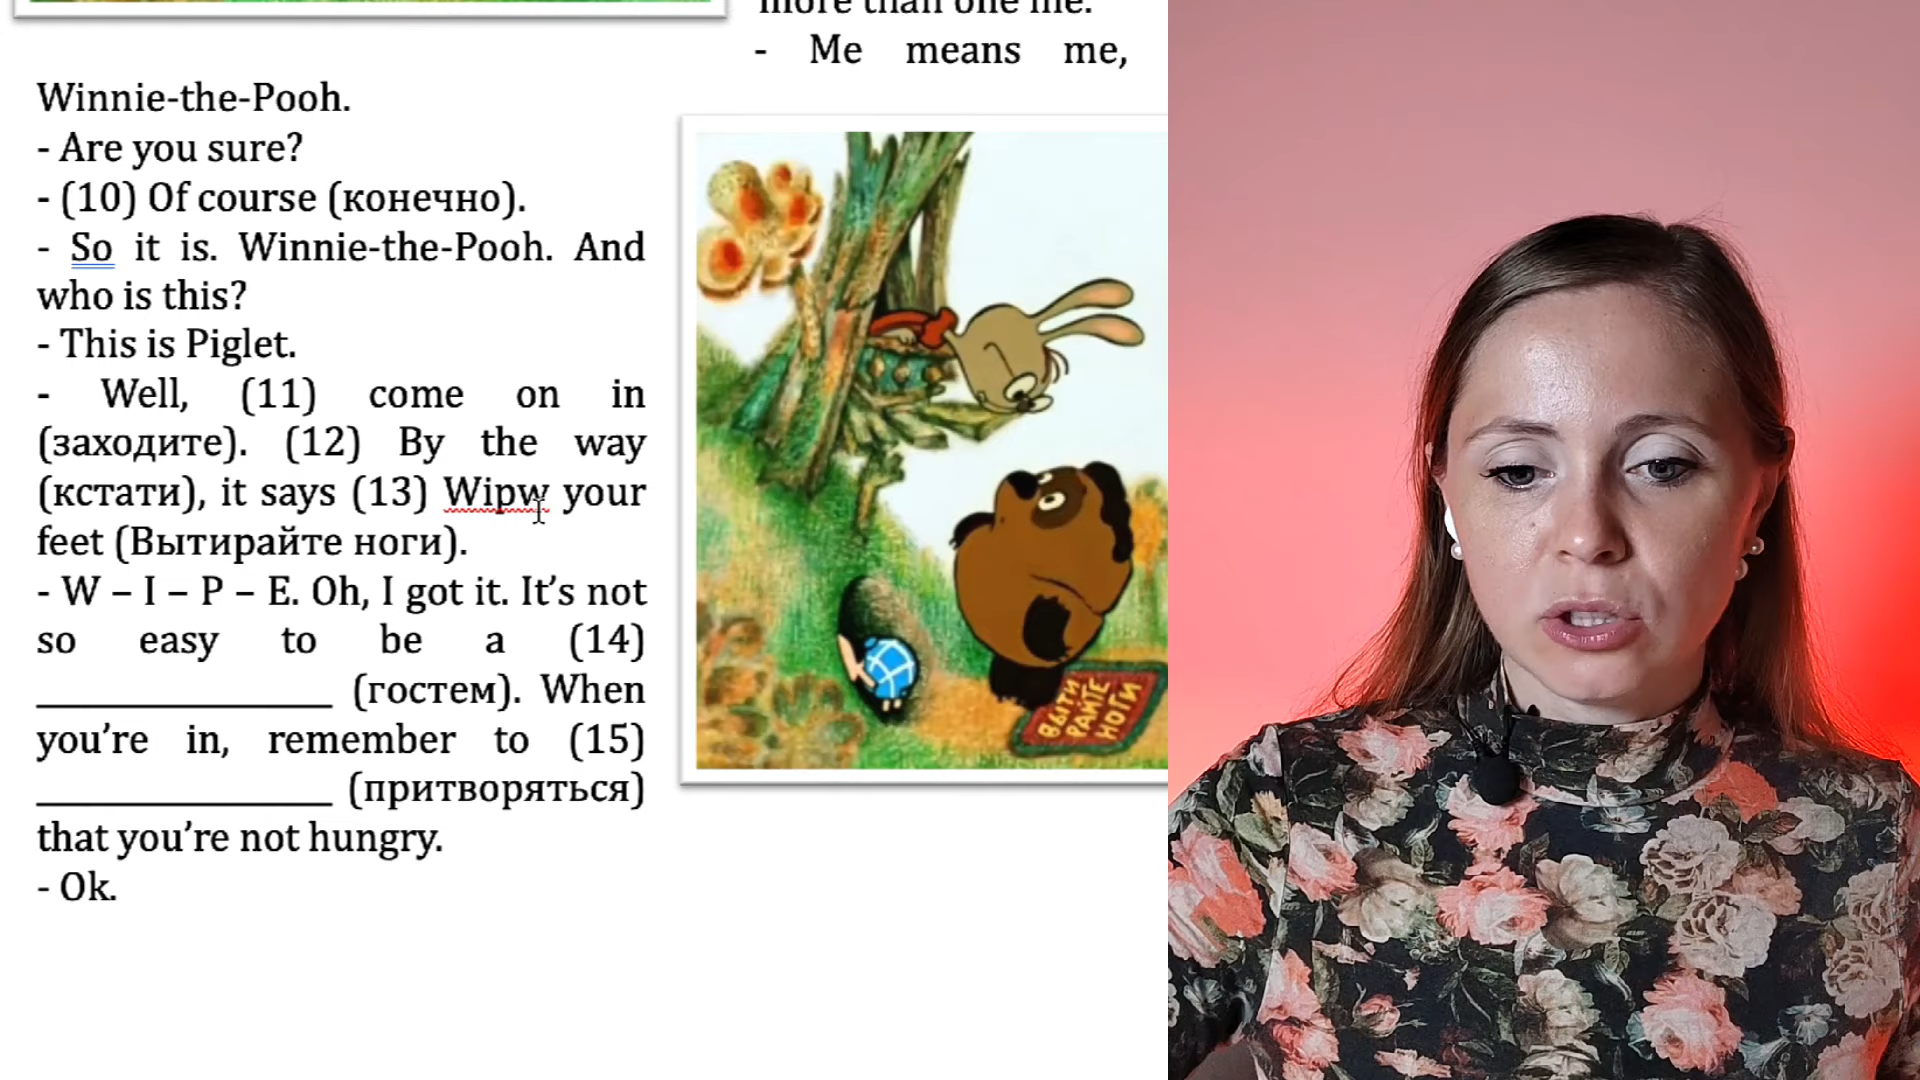 more than one me.
- Me means me,
Winnie-the-Pooh.
- Are you sure?
- (10) Of course (конечно).
- So it is. Winnie-the-Pooh. And
who is this?
- This is Piglet.
- Well, (11) come on in
(заходите). (12) By the way
(кстати), it says (13) Wipw your
feet (Вытирайте ноги).
- W – I – P – E. Oh, I got it. It’s not
so easy to be a (14)
________________ (гостем). When
you’re in, remember to (15)
________________ (притворяться)
that you’re not hungry.
- Ok.
ВЫТИ
РАЙТЕ
НОГИ